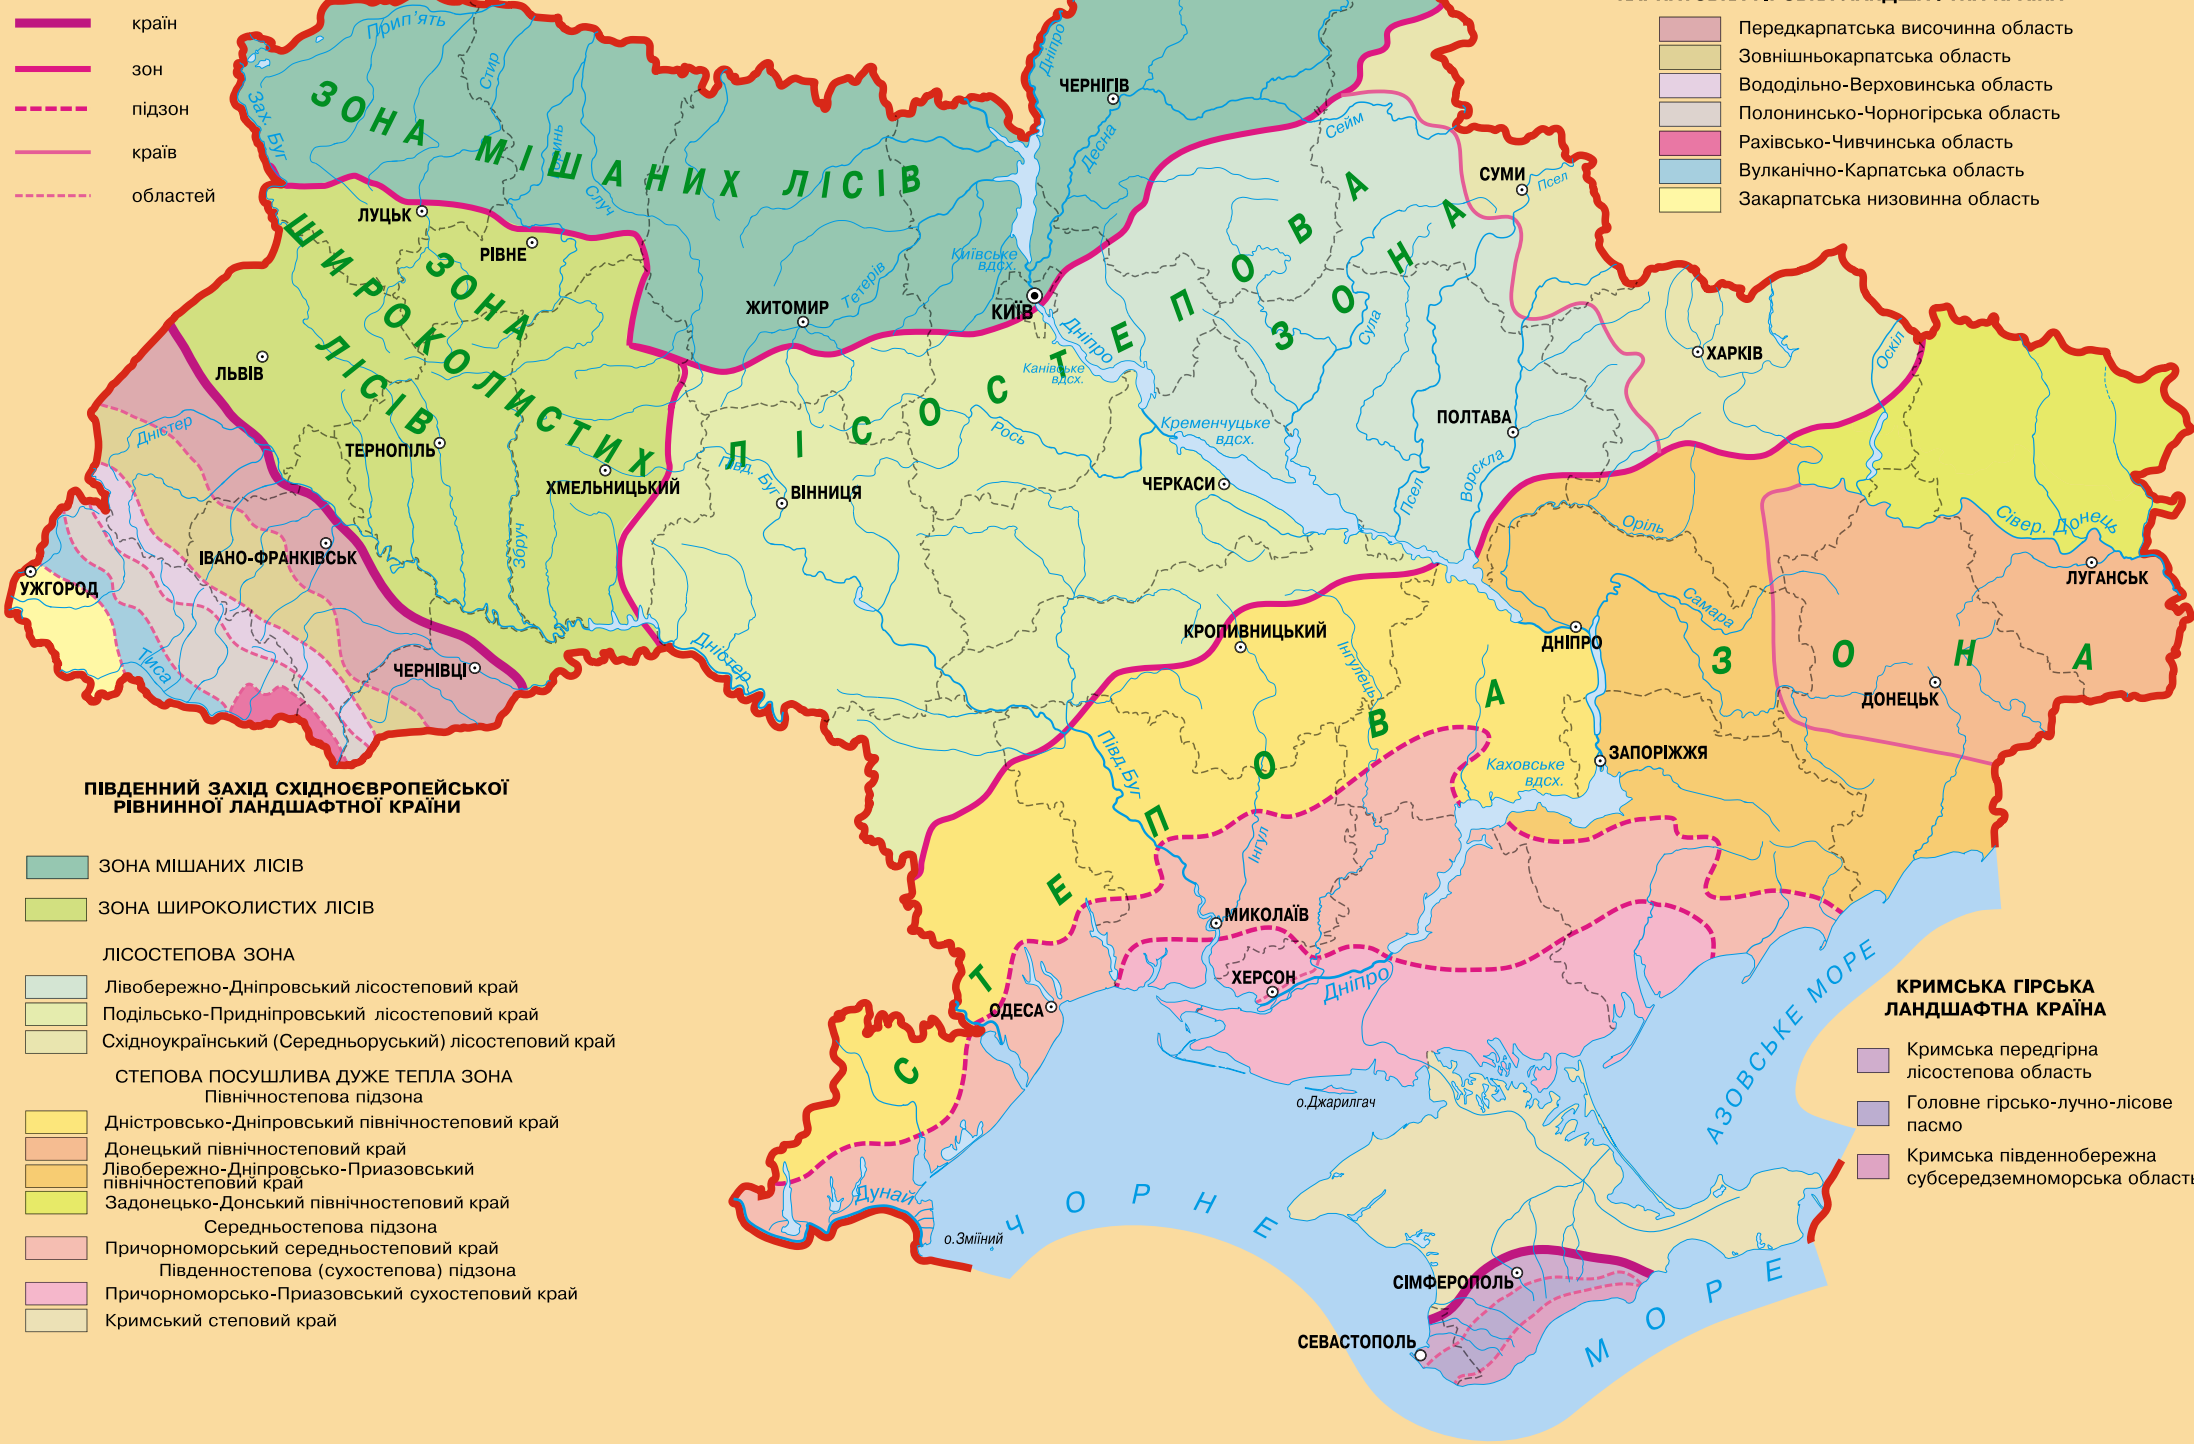 країн
зон
підзон
країв
областей
Передкарпатська височинна область
Зовнішньокарпатська область
Вододільно-Верховинська область
Полонинсько-Чорногірська область
Рахівсько-Чивчинська область
Вулканічно-Карпатська область
Закарпатська низовинна область
ЗОНА МІШАНИХ ЛІСІВ
ЗОНА
ШИРОКОЛИСТИХ
ЛІСІВ
ЛІСОСТЕПОВА
ЗОНА
СТЕПОВА
ЗОНА
Прип'ять
Стир
Зах. Буг
Случ
Дніпро
Десна
Сейм
Псел
Київське
вдсх.
Тетерів
Дніпро
Канівське
вдсх.
Сула
Оскіл
Рось
Кременчуцьке
вдсх.
Псел
Ворскла
Півд.
Буг
Дністер
Збруч
Оріль
Сівер. Донець
Самара
Тиса
Дністер
Інгулець
Півд.Буг
Каховське
вдсх.
Інгул
Дніпро
Дунай
ЧЕРНІГІВ
СУМИ
ЛУЦЬК
РІВНЕ
ЖИТОМИР
КИЇВ
ЛЬВІВ
ХАРКІВ
ТЕРНОПІЛЬ
ПОЛТАВА
ХМЕЛЬНИЦЬКИЙ
ВІННИЦЯ
ЧЕРКАСИ
ІВАНО-ФРАНКІВСЬК
УЖГОРОД
ЛУГАНСЬК
КРОПИВНИЦЬКИЙ
ДНІПРО
ЧЕРНІВЦІ
ДОНЕЦЬК
ЗАПОРІЖЖЯ
МИКОЛАЇВ
ХЕРСОН
ОДЕСА
СІМФЕРОПОЛЬ
СЕВАСТОПОЛЬ
о.Джарилгач
о.Зміїний
АЗОВСЬКЕ МОРЕ
ЧОРНЕ
МОРЕ
ПІВДЕННИЙ ЗАХІД СХІДНОЄВРОПЕЙСЬКОЇ
РІВНИННОЇ ЛАНДШАФТНОЇ КРАЇНИ
ЗОНА МІШАНИХ ЛІСІВ
ЗОНА ШИРОКОЛИСТИХ ЛІСІВ
ЛІСОСТЕПОВА ЗОНА
Лівобережно-Дніпровський лісостеповий край
Подільсько-Придніпровський лісостеповий край
Східноукраїнський (Середньоруський) лісостеповий край
СТЕПОВА ПОСУШЛИВА ДУЖЕ ТЕПЛА ЗОНА
Північностепова підзона
Дністровсько-Дніпровський північностеповий край
Донецький північностеповий край
Лівобережно-Дніпровсько-Приазовський
північностеповий край
Задонецько-Донський північностеповий край
Середньостепова підзона
Причорноморський середньостеповий край
Південностепова (сухостепова) підзона
Причорноморсько-Приазовський сухостеповий край
Кримський степовий край
КРИМСЬКА ГІРСЬКА
ЛАНДШАФТНА КРАЇНА
Кримська передгірна
лісостепова область
Головне гірсько-лучно-лісове
пасмо
Кримська південнобережна
субсередземноморська область